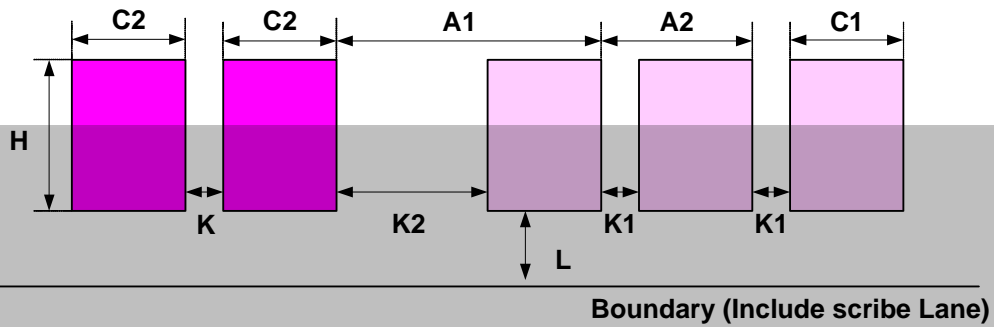 C2 C2 A1 A2 C1
H
K K2 K1 K1
L
Boundary (Include scribe Lane)